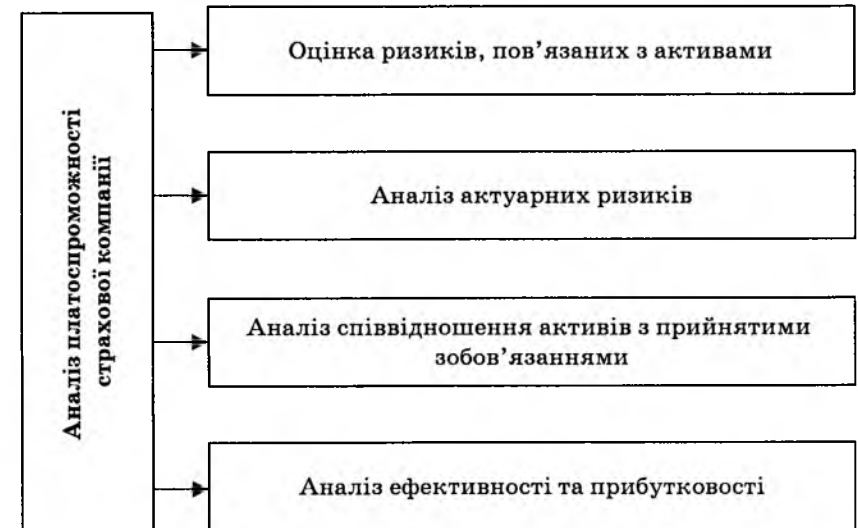 Аналіз платоспроможності
страхової компанії
Оцінка ризиків, пов’язаних з активами
Аналіз актуарних ризиків
Аналіз співвідношення активів з прийнятими
зобов’язаннями
Аналіз ефективності та прибутковості